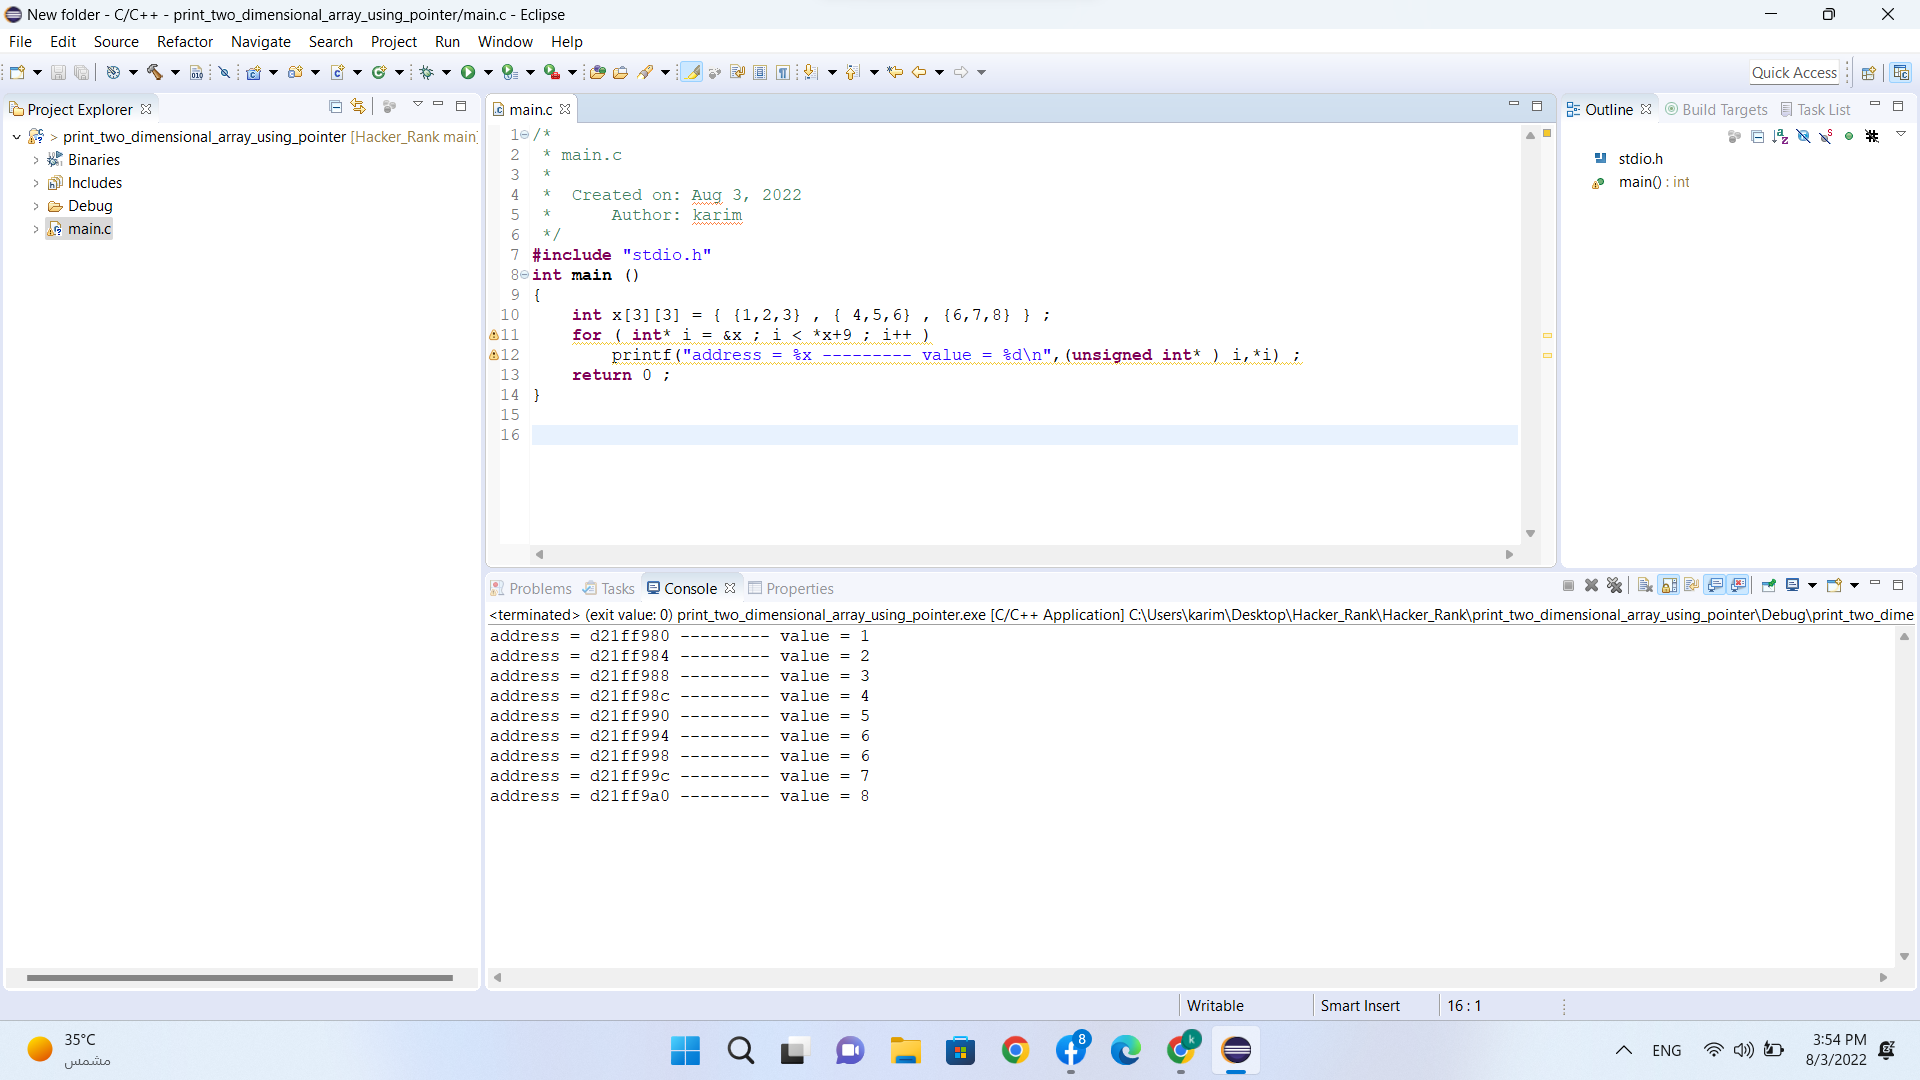 New folder - C/C++ - print_two_dimensional_array_using_pointer/main.c - Eclipse
File Edit Source Refactor Navigate Search Project Run Window Help
Quick Access
Project Explorer
> print_two_dimensional_array_using_pointer [Hacker_Rank main]
Binaries
Includes
Debug
main.c
main.c
1 /*
2  * main.c
3  *
4  *  Created on: Aug 3, 2022
5  *      Author: karim
6  */
7 #include "stdio.h"
8 int main ()
9 {
10     int x[3][3] = { {1,2,3} , { 4,5,6} , {6,7,8} } ;
11     for ( int* i = &x ; i < *x+9 ; i++ )
12         printf("address = %x --------- value = %d\n",(unsigned int* ) i,*i) ;
13     return 0 ;
14 }
15
16
Outline Build Targets Task List
stdio.h
main() : int
Problems Tasks Console Properties
<terminated> (exit value: 0) print_two_dimensional_array_using_pointer.exe [C/C++ Application] C:\Users\karim\Desktop\Hacker_Rank\Hacker_Rank\print_two_dimensional_array_using_pointer\Debug\print_two_dime
address = d21ff980 --------- value = 1
address = d21ff984 --------- value = 2
address = d21ff988 --------- value = 3
address = d21ff98c --------- value = 4
address = d21ff990 --------- value = 5
address = d21ff994 --------- value = 6
address = d21ff998 --------- value = 6
address = d21ff99c --------- value = 7
address = d21ff9a0 --------- value = 8
Writable Smart Insert 16 : 1
35°C
مشمس
8
k
ENG
3:54 PM
8/3/2022